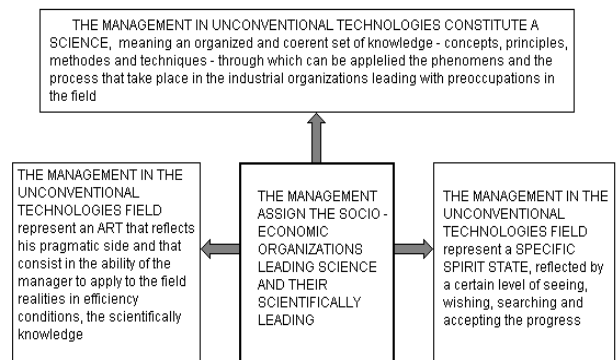 THE MANAGEMENT IN UNCONVENTIONAL TECHNOLOGIES CONSTITUTE A
SCIENCE, meaning an organized and coerent set of knowledge - concepts, principles,
methodes and techniques - through which can be applelied the phenomens and the
process that take place in the industrial organizations leading with preoccupations in
the field
THE MANAGEMENT IN THE
UNCONVENTIONAL
TECHNOLOGIES FIELD
represent an ART that reflects
his pragmatic side and that
consist in the ability of the
manager to apply to the field
realities in efficiency
conditions, the scientifically
knowledge
THE MANAGEMENT
ASSIGN THE SOCIO -
ECONOMIC
ORGANIZATIONS
LEADING SCIENCE
AND THEIR
SCIENTIFICALLY
LEADING
THE MANAGEMENT IN THE
UNCONVENTIONAL
TECHNOLOGIES FIELD
represent a SPECIFIC
SPIRIT STATE, reflected by
a certain level of seeing,
wishing, searching and
accepting the progress